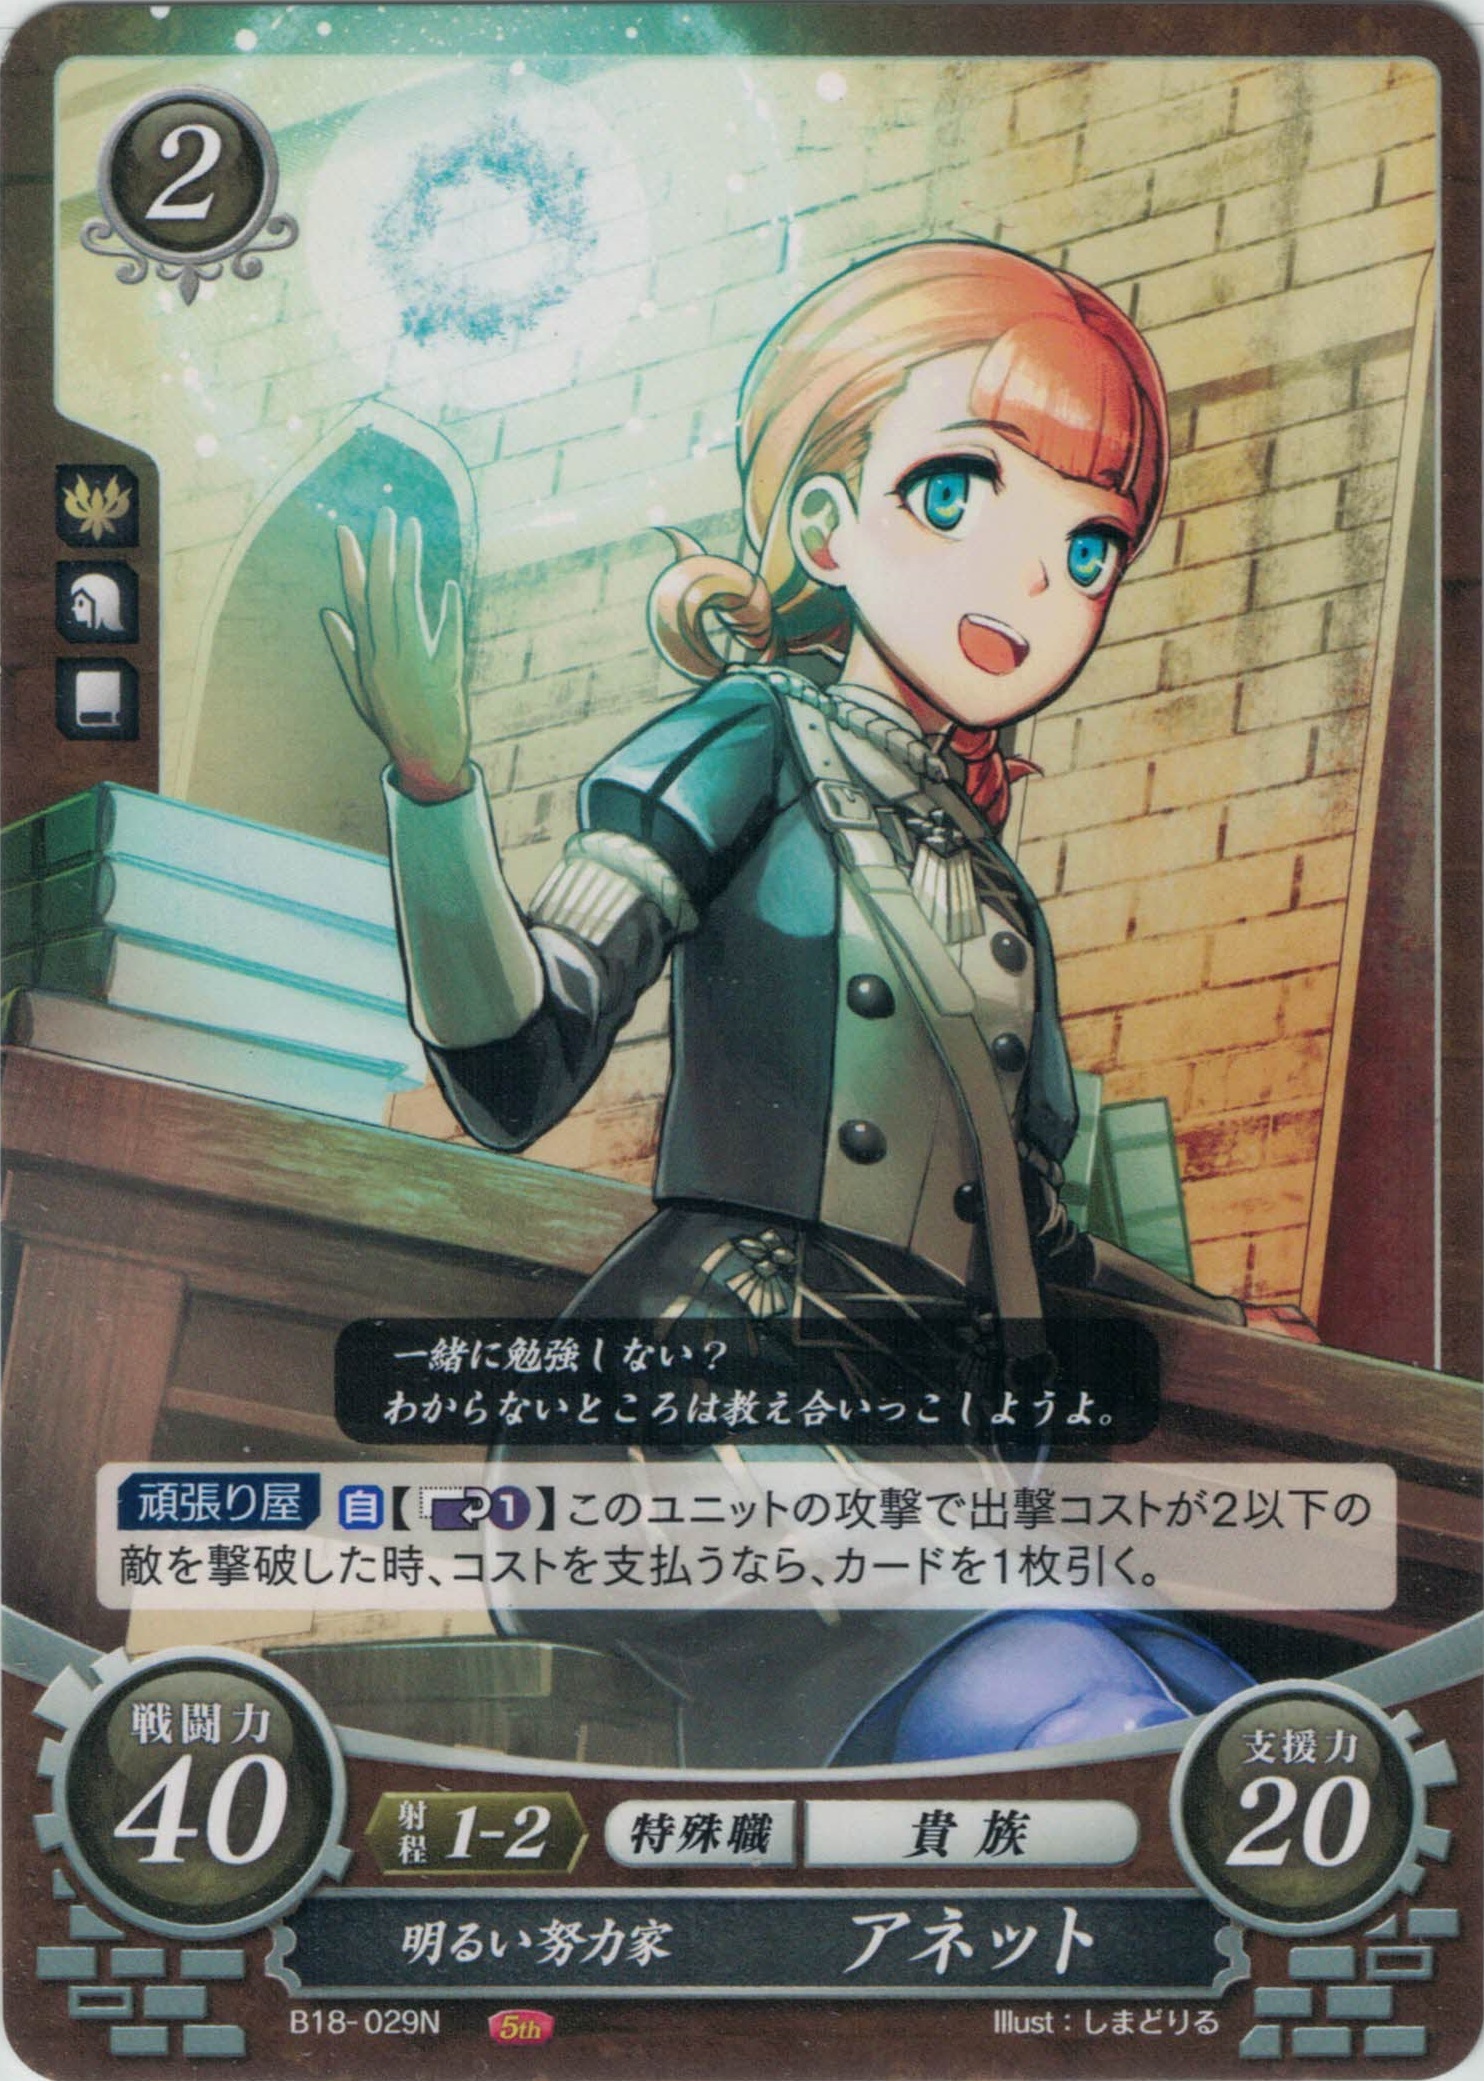 2
一緒に勉強しない？
わからないところは教え合いっこしようよ。
頑張り屋 自【1】このユニットの攻撃で出撃コストが2以下の
敵を撃破した時、コストを支払うなら、カードを1枚引く。
戦闘力
40
射程 1-2
特殊職
貴族
支援力
20
明るい努力家 アネット
B18-029N 5th Illust：しまどりる